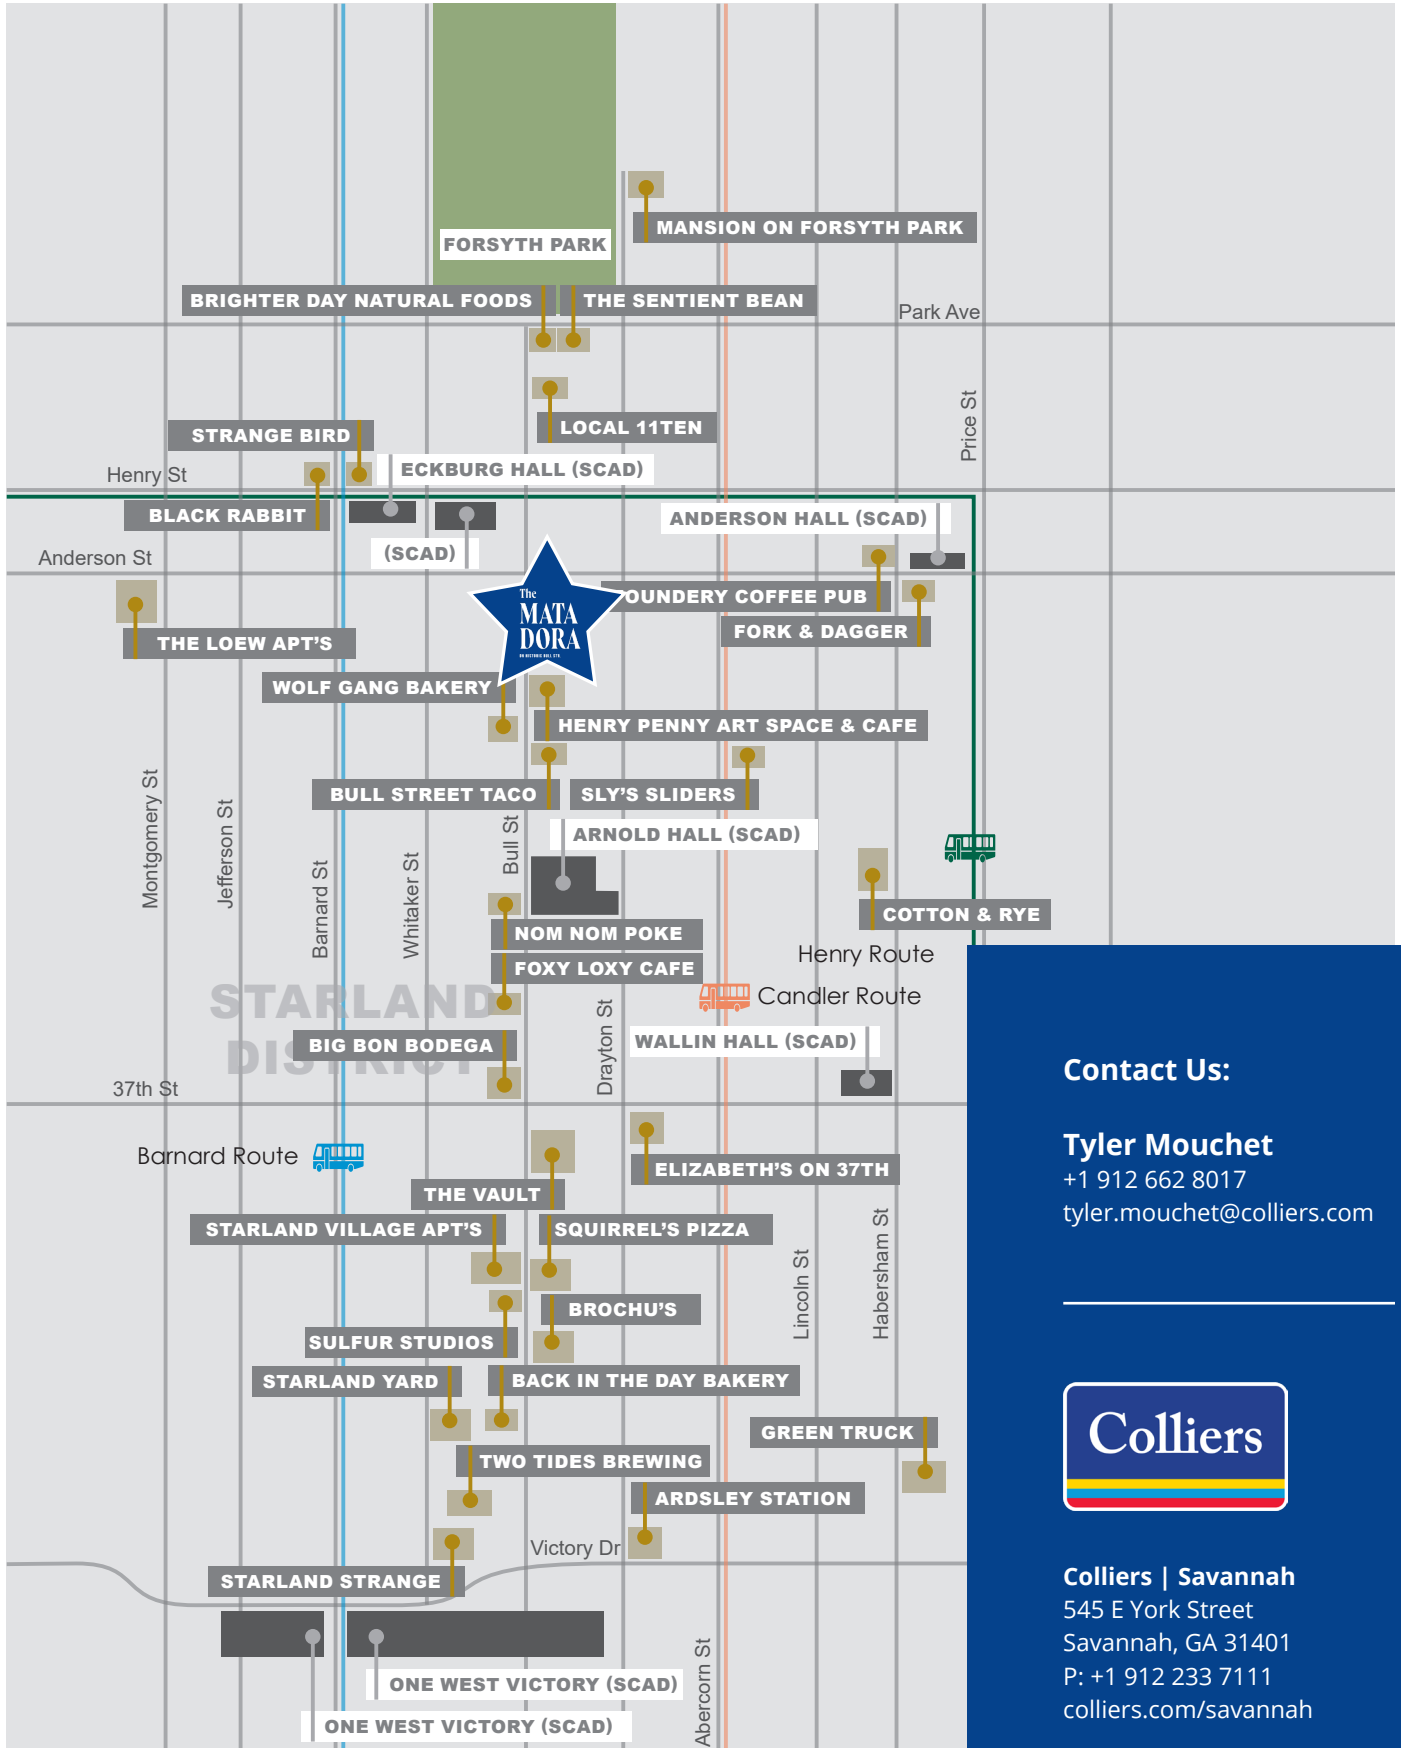 MANSION ON FORSYTH PARK
FORSYTH PARK
BRIGHTER DAY NATURAL FOODS
THE SENTIENT BEAN
Park Ave
Price St
LOCAL 11TEN
STRANGE BIRD
ECKBURG HALL (SCAD)
Henry St
BLACK RABBIT
ANDERSON HALL (SCAD)
(SCAD)
Anderson St
The
MATA
DORA
ON HISTORIC BULL STR.
OUNDERY COFFEE PUB
FORK & DAGGER
THE LOEW APT'S
WOLF GANG BAKERY
HENRY PENNY ART SPACE & CAFE
BULL STREET TACO
SLY'S SLIDERS
Montgomery St
Jefferson St
Barnard St
Whitaker St
Bull St
ARNOLD HALL (SCAD)
COTTON & RYE
NOM NOM POKE
FOXY LOXY CAFE
Henry Route
Candler Route
STARLAND
DISTRICT
BIG BON BODEGA
Drayton St
WALLIN HALL (SCAD)
37th St
Barnard Route
ELIZABETH'S ON 37TH
THE VAULT
STARLAND VILLAGE APT'S
SQUIRREL'S PIZZA
Lincoln St
Habersham St
BROCHU'S
SULFUR STUDIOS
STARLAND YARD
BACK IN THE DAY BAKERY
GREEN TRUCK
TWO TIDES BREWING
ARDSLEY STATION
Victory Dr
STARLAND STRANGE
Abercorn St
ONE WEST VICTORY (SCAD)
ONE WEST VICTORY (SCAD)
Contact Us:
Tyler Mouchet
+1 912 662 8017
tyler.mouchet@colliers.com
Colliers
Colliers | Savannah
545 E York Street
Savannah, GA 31401
P: +1 912 233 7111
colliers.com/savannah